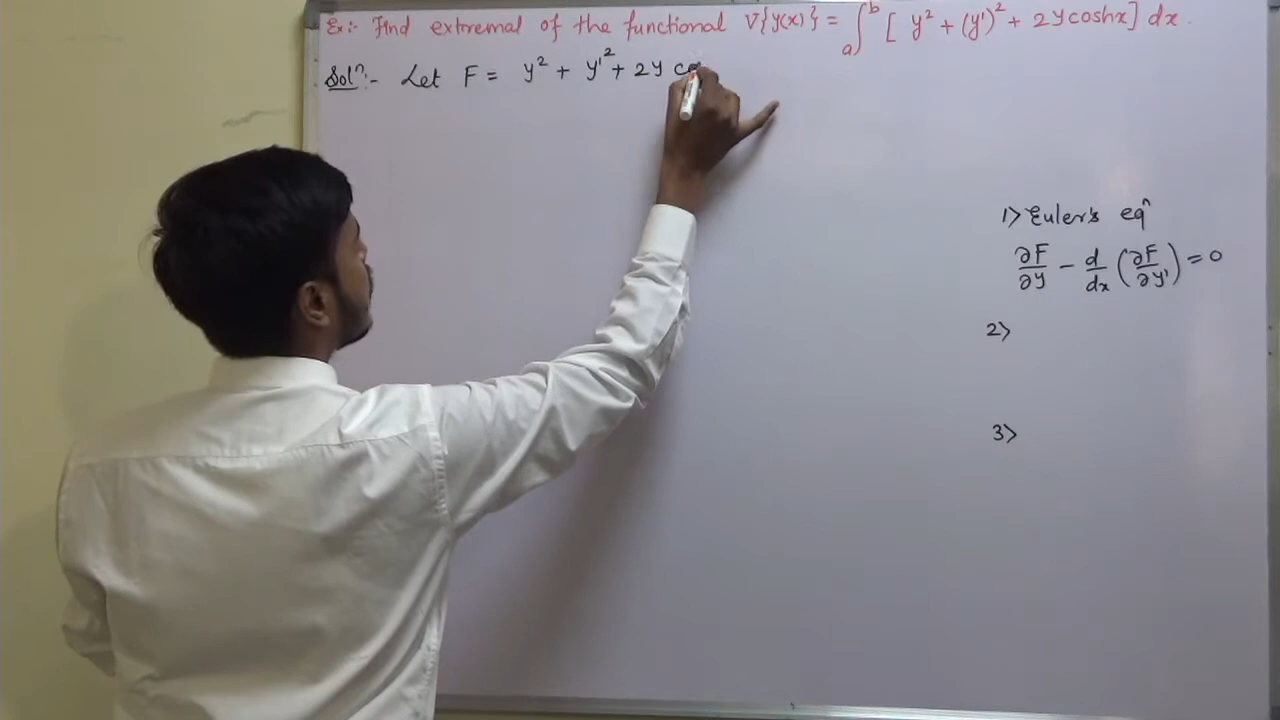 Ex:- Find extremal of the functional V{y(x)} = ∫_a^b [ y² + (y')² + 2y coshx ] dx.
Solⁿ:- Let F = y² + y'² + 2y co
1> Euler's eqⁿ
∂F/∂y - d/dx (∂F/∂y') = 0
2>
3>